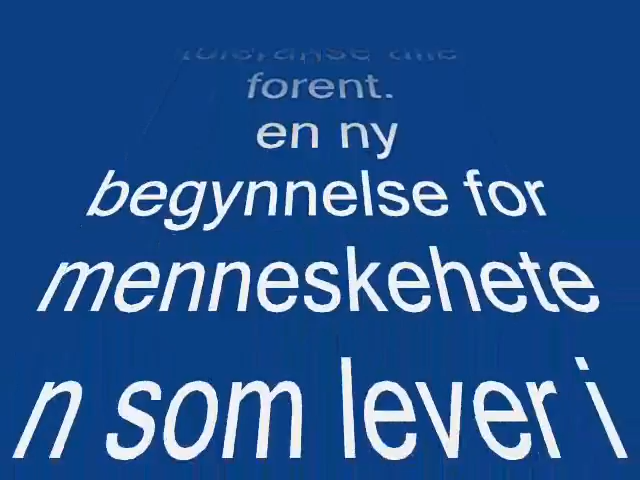 forent.
en ny
begynnelse for
menneskehete
n som lever i